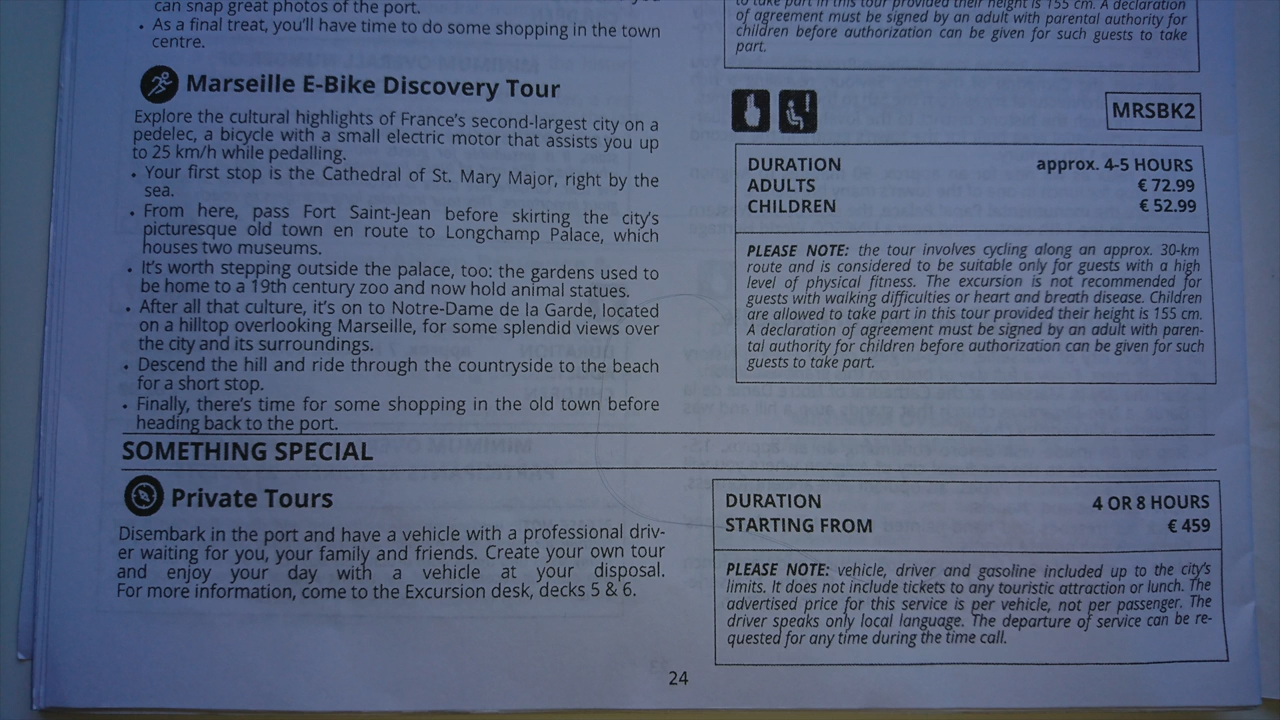 can snap great photos of the port.
• As a final treat, you'll have time to do some shopping in the town
centre.
Marseille E-Bike Discovery Tour
Explore the cultural highlights of France's second-largest city on a
pedelec, a bicycle with a small electric motor that assists you up
to 25 km/h while pedalling.
• Your first stop is the Cathedral of St. Mary Major, right by the
sea.
• From here, pass Fort Saint-Jean before skirting the city's
picturesque old town en route to Longchamp Palace, which
houses two museums.
• It's worth stepping outside the palace, too: the gardens used to
be home to a 19th century zoo and now hold animal statues.
• After all that culture, it's on to Notre-Dame de la Garde, located
on a hilltop overlooking Marseille, for some splendid views over
the city and its surroundings.
• Descend the hill and ride through the countryside to the beach
for a short stop.
• Finally, there's time for some shopping in the old town before
heading back to the port.
to take part in this tour provided their height is 155 cm. A declaration
of agreement must be signed by an adult with parental authority for
children before authorization can be given for such guests to take
part.
MRSBK2
DURATION approx. 4-5 HOURS
ADULTS € 72.99
CHILDREN € 52.99
PLEASE NOTE: the tour involves cycling along an approx. 30-km
route and is considered to be suitable only for guests with a high
level of physical fitness. The excursion is not recommended for
guests with walking difficulties or heart and breath disease. Children
are allowed to take part in this tour provided their height is 155 cm.
A declaration of agreement must be signed by an adult with paren-
tal authority for children before authorization can be given for such
guests to take part.
SOMETHING SPECIAL
Private Tours
Disembark in the port and have a vehicle with a professional driv-
er waiting for you, your family and friends. Create your own tour
and enjoy your day with a vehicle at your disposal.
For more information, come to the Excursion desk, decks 5 & 6.
DURATION 4 OR 8 HOURS
STARTING FROM € 459
PLEASE NOTE: vehicle, driver and gasoline included up to the city's
limits. It does not include tickets to any touristic attraction or lunch. The
advertised price for this service is per vehicle, not per passenger. The
driver speaks only local language. The departure of service can be re-
quested for any time during the time call.
24